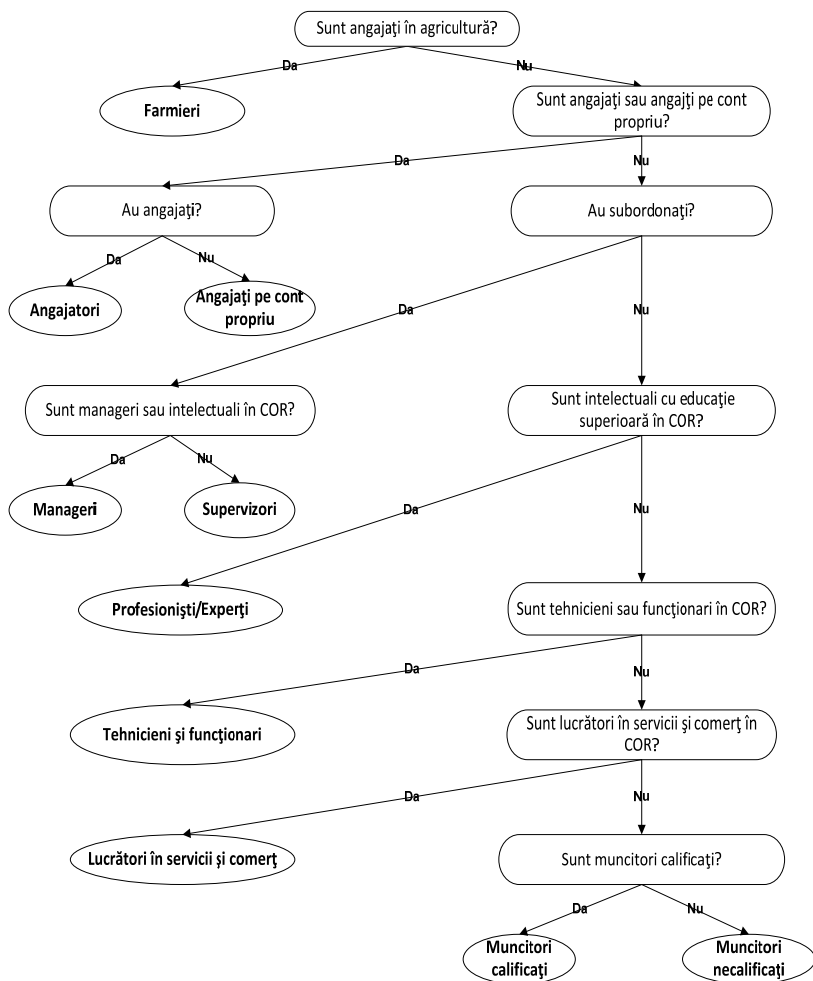 Sunt angajaţi în agricultură?
Da
Nu
Farmieri
Sunt angajaţi sau angajţi pe cont
propriu?
Da
Nu
Au angajaţi?
Au subordonaţi?
Da
Nu
Angajatori
Angajaţi pe cont
propriu
Da
Nu
Sunt manageri sau intelectuali în COR?
Sunt intelectuali cu educaţie
superioară în COR?
Da
Nu
Manageri
Supervizori
Da
Nu
Profesionişti/Experţi
Sunt tehnicieni sau funcţionari în COR?
Da
Nu
Tehnicieni şi funcţionari
Sunt lucrători în servicii şi comerţ în
COR?
Da
Nu
Lucrători în servicii şi comerţ
Sunt muncitori calificaţi?
Da
Nu
Muncitori
calificaţi
Muncitori
necalificaţi